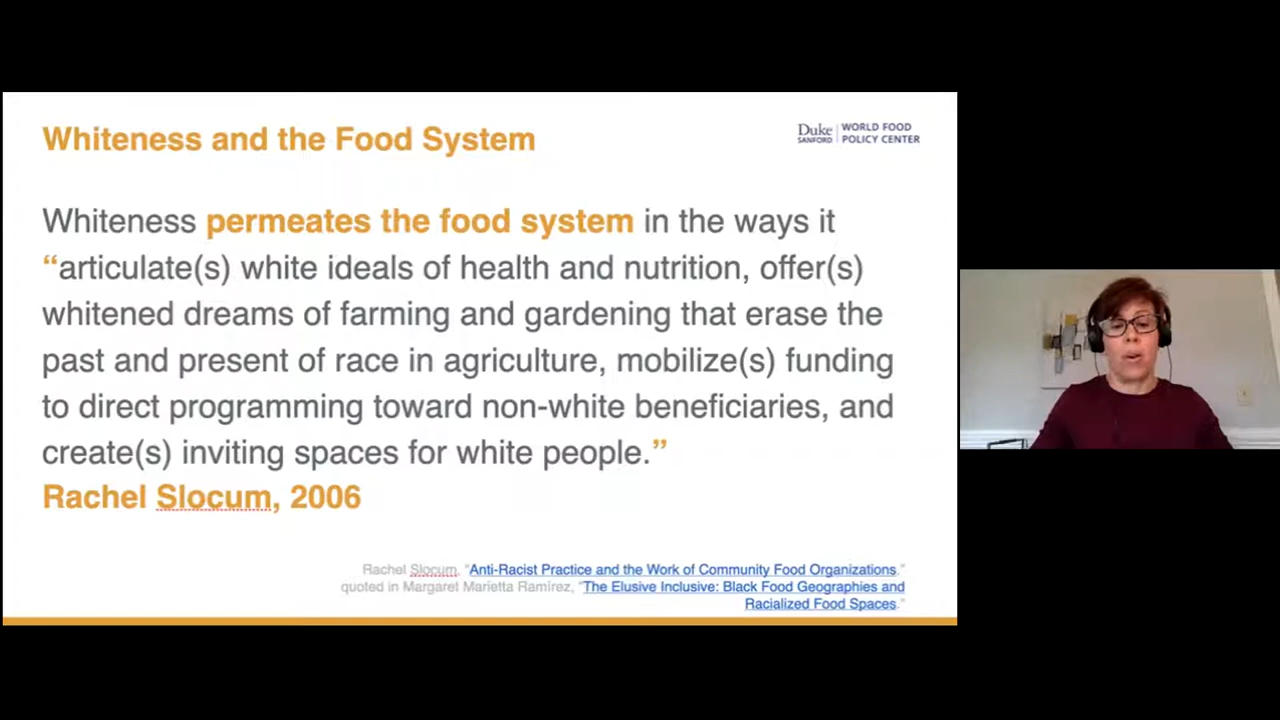 Whiteness and the Food System
Duke
SANFORD
WORLD FOOD
POLICY CENTER
Whiteness permeates the food system in the ways it
“articulate(s) white ideals of health and nutrition, offer(s)
whitened dreams of farming and gardening that erase the
past and present of race in agriculture, mobilize(s) funding
to direct programming toward non-white beneficiaries, and
create(s) inviting spaces for white people.”
Rachel Slocum, 2006
Rachel Slocum, "Anti-Racist Practice and the Work of Community Food Organizations."
quoted in Margaret Marietta Ramírez, "The Elusive Inclusive: Black Food Geographies and
Racialized Food Spaces."